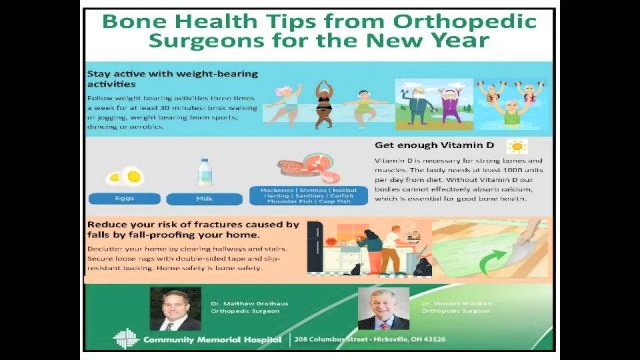 Bone Health Tips from Orthopedic
Surgeons for the New Year
Stay active with weight-bearing
activities
Follow weight bearing activities three times
a week for at least 30 minutes: brisk walking
or jogging, weight bearing team sports;
dancing or aerobics.
Get enough Vitamin D
Vitamin D is necessary for strong bones and
muscles. The body needs at least 1000 units
per day from diet. Without Vitamin D our
bodies cannot effectively absorb calcium,
which is essential for good bone health.
Eggs
Milk
Mackerels | Shrimps | Halibut
Herring | Sardines | Catfish
Flounder Fish | Carp Fish
Reduce your risk of fractures caused by
falls by fall-proofing your home.
Declutter your home by clearing hallways and stairs.
Secure loose rugs with double-sided tape and slip-
resistant backing. Home safety is bone safety.
Dr. Matthew Grothaus
Orthopedic Surgeon
Dr. Vincent Waldron
Orthopedic Surgeon
Community Memorial Hospital | 208 Columbus Street - Hicksville, OH 43526